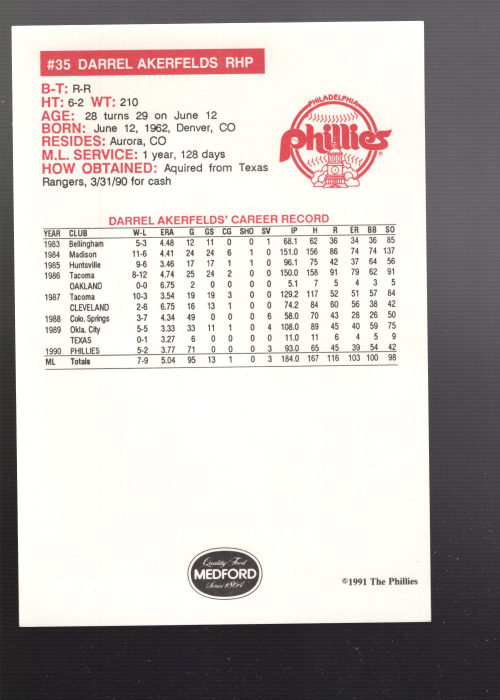 #35 DARREL AKERFELDS RHP
B-T: R-R
HT: 6-2 WT: 210
AGE: 28 turns 29 on June 12
BORN: June 12, 1962, Denver, CO
RESIDES: Aurora, CO
M.L. SERVICE: 1 year, 128 days
HOW OBTAINED: Aquired from Texas
Rangers, 3/31/90 for cash
PHILADELPHIA
Phillies
DARREL AKERFELDS' CAREER RECORD
YEAR CLUB W-L ERA G GS CG SHO SV IP H R ER BB SO
1983 Bellingham 5-3 4.48 12 11 0 0 1 68.1 62 36 34 36 85
1984 Madison 11-6 4.41 24 24 6 1 0 151.0 156 86 74 74 137
1985 Huntsville 9-6 3.46 17 17 1 1 0 96.1 75 42 37 64 56
1986 Tacoma 8-12 4.74 25 24 2 0 0 150.0 158 91 79 62 91
OAKLAND 0-0 6.75 2 0 0 0 0 5.1 7 5 4 3 5
1987 Tacoma 10-3 3.54 19 19 3 0 0 129.2 117 52 51 57 84
CLEVELAND 2-6 6.75 16 13 1 0 0 74.2 84 60 56 38 42
1988 Colo. Springs 3-7 4.34 49 0 0 0 6 58.0 70 43 28 26 50
1989 Okla. City 5-5 3.33 33 11 1 0 4 108.0 89 45 40 59 75
TEXAS 0-1 3.27 6 0 0 0 0 11.0 11 6 4 5 9
1990 PHILLIES 5-2 3.77 71 0 0 0 3 93.0 65 45 39 54 42
ML Totals 7-9 5.04 95 13 1 0 3 184.0 167 116 103 100 98
Quality Food
MEDFORD
Since 1864
©1991 The Phillies